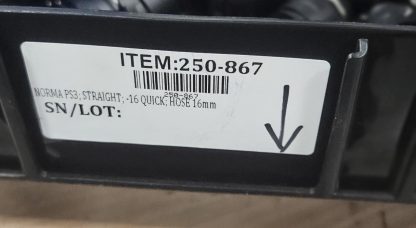 ITEM:250-867
250-867
NORMA PS3; STRAIGHT; -16 QUICK; HOSE 16mm
SN/LOT: